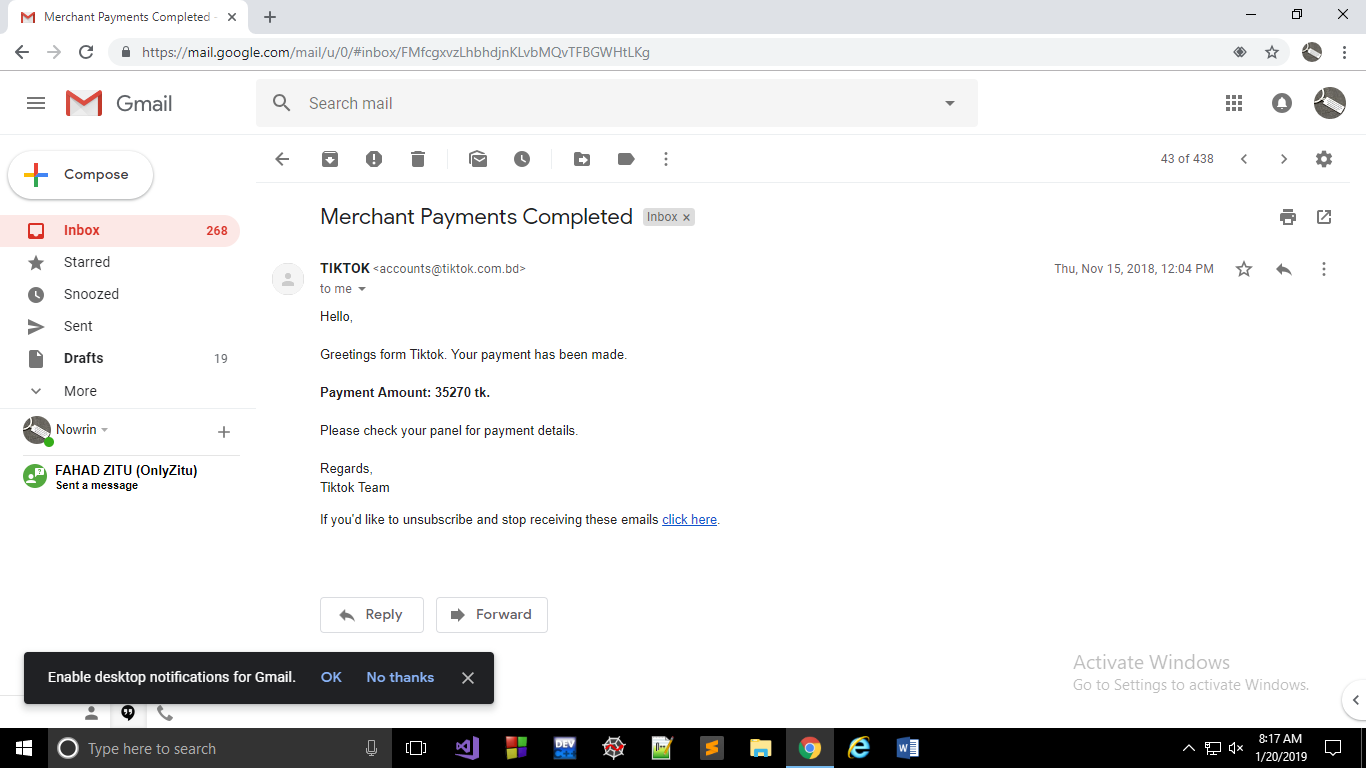 Merchant Payments Completed -
https://mail.google.com/mail/u/0/#inbox/FMfcgxvzLhbhdjnKLvbMQvTFBGWHtLKg
Gmail
Search mail
Compose
43 of 438
Inbox 268
Starred
Snoozed
Sent
Drafts 19
More
Nowrin
FAHAD ZITU (OnlyZitu)
Sent a message
Merchant Payments Completed Inbox x
TIKTOK <accounts@tiktok.com.bd> Thu, Nov 15, 2018, 12:04 PM
to me
Hello,
Greetings form Tiktok. Your payment has been made.
Payment Amount: 35270 tk.
Please check your panel for payment details.
Regards,
Tiktok Team
If you'd like to unsubscribe and stop receiving these emails click here.
Reply Forward
Enable desktop notifications for Gmail. OK No thanks
Activate Windows
Go to Settings to activate Windows.
Type here to search
DEV
8:17 AM
1/20/2019